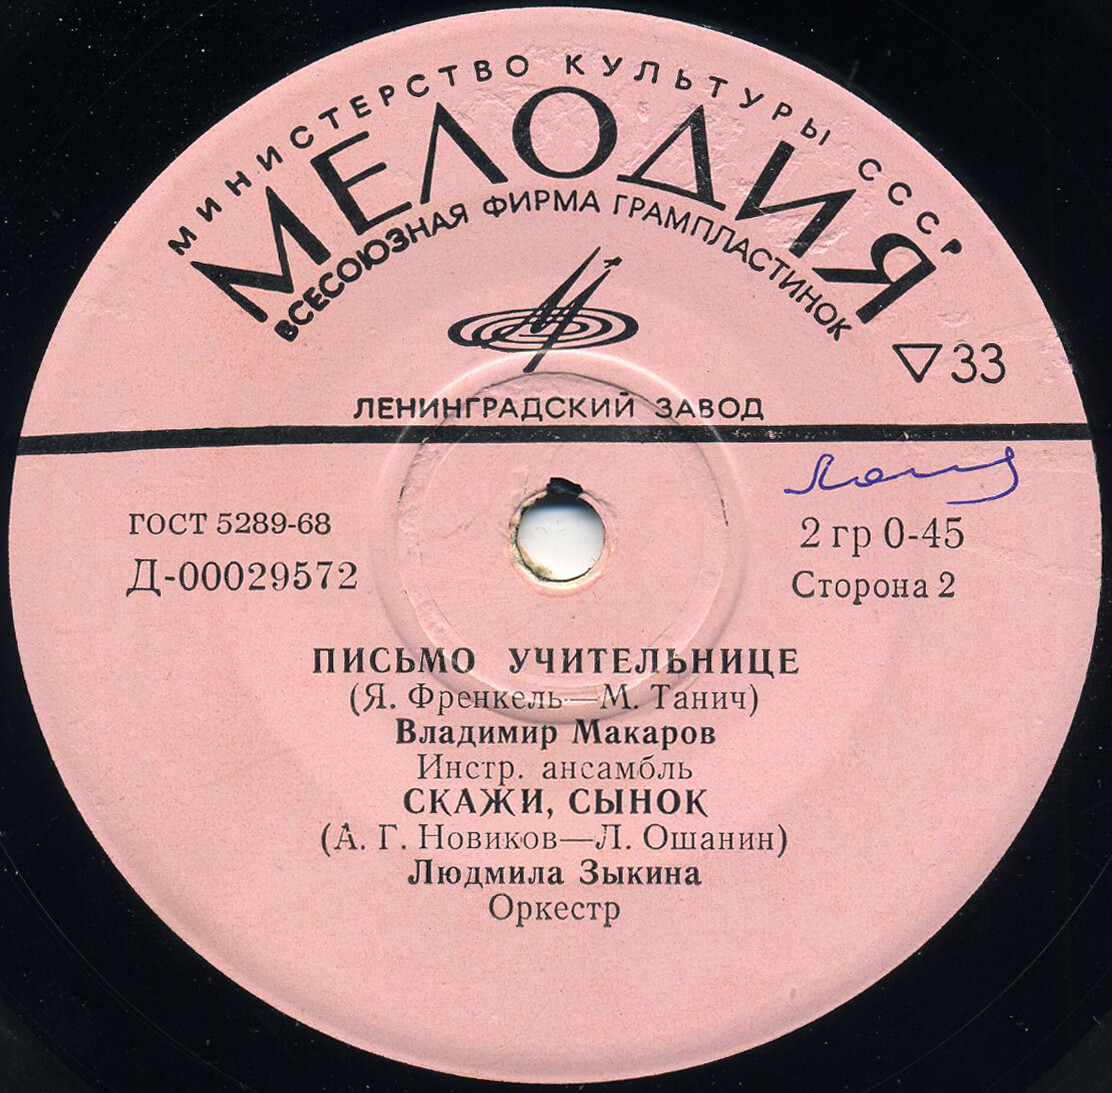 МИНИСТЕРСТВО КУЛЬТУРЫ СССР
МЕЛОДИЯ
ВСЕСОЮЗНАЯ ФИРМА ГРАМПЛАСТИНОК
33
ЛЕНИНГРАДСКИЙ ЗАВОД
ГОСТ 5289-68
2 гр 0-45
Д-00029572
Сторона 2
ПИСЬМО УЧИТЕЛЬНИЦЕ
(Я. Френкель—М. Танич)
Владимир Макаров
Инстр. ансамбль
СКАЖИ, СЫНОК
(А. Г. Новиков—Л. Ошанин)
Людмила Зыкина
Оркестр